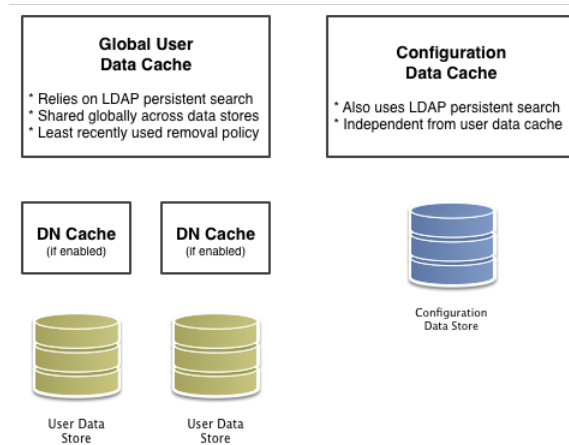 Global User
Data Cache
* Relies on LDAP persistent search
* Shared globally across data stores
* Least recently used removal policy
Configuration
Data Cache
* Also uses LDAP persistent search
* Independent from user data cache
DN Cache
(if enabled)
DN Cache
(if enabled)
Configuration
Data Store
User Data
Store
User Data
Store